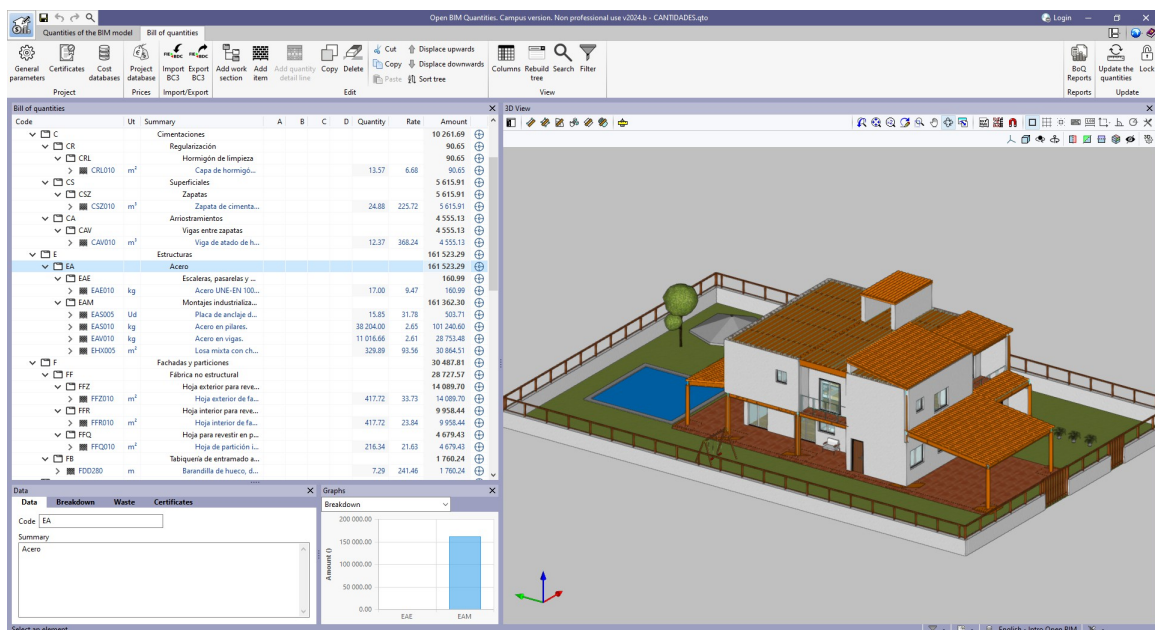 Open BIM Quantities. Campus version. Non professional use v2024.b - CANTIDADES.qto
Login
Quantities of the BIM model Bill of quantities
General parameters
Certificates
Cost databases
Project database
Import BC3
Export BC3
Add work section
Add item
Add quantity detail line
Copy
Delete
Cut
Copy
Paste
Displace upwards
Displace downwards
Sort tree
Columns
Rebuild tree
Search
Filter
BoQ Reports
Update the quantities
Lock
Project Prices Import/Export Edit View Reports Update
Bill of quantities
Code Ut Summary A B C D Quantity Rate Amount
C Cimentaciones 10 261.69
CR Regularización 90.65
CRL Hormigón de limpieza 90.65
CRL010 m² Capa de hormigó... 13.57 6.68 90.65
CS Superficiales 5 615.91
CSZ Zapatas 5 615.91
CSZ010 m³ Zapata de cimenta... 24.88 225.72 5 615.91
CA Arriostramientos 4 555.13
CAV Vigas entre zapatas 4 555.13
CAV010 m³ Viga de atado de h... 12.37 368.24 4 555.13
E Estructuras 161 523.29
EA Acero 161 523.29
EAE Escaleras, pasarelas y ... 160.99
EAE010 kg Acero UNE-EN 100... 17.00 9.47 160.99
EAM Montajes industrializa... 161 362.30
EAS005 Ud Placa de anclaje d... 15.85 31.78 503.71
EAS010 kg Acero en pilares. 38 204.00 2.65 101 240.60
EAV010 kg Acero en vigas. 11 016.66 2.61 28 753.48
EHX005 m² Losa mixta con ch... 329.89 93.56 30 864.51
F Fachadas y particiones 30 487.81
FF Fábrica no estructural 28 727.57
FFZ Hoja exterior para reve... 14 089.70
FFZ010 m² Hoja exterior de fa... 417.72 33.73 14 089.70
FFR Hoja interior para reve... 9 958.44
FFR010 m² Hoja interior de fa... 417.72 23.84 9 958.44
FFQ Hoja para revestir en p... 4 679.43
FFQ010 m² Hoja de partición i... 216.34 21.63 4 679.43
FB Tabiquería de entramado a... 1 760.24
FDD280 m Barandilla de hueco, d... 7.29 241.46 1 760.24
3D View
Data
Data Breakdown Waste Certificates
Code EA
Summary
Acero
Graphs
Breakdown
Amount ()
200 000.00
150 000.00
100 000.00
50 000.00
0.00
EAE EAM
Select an element
English - Intro Open BIM